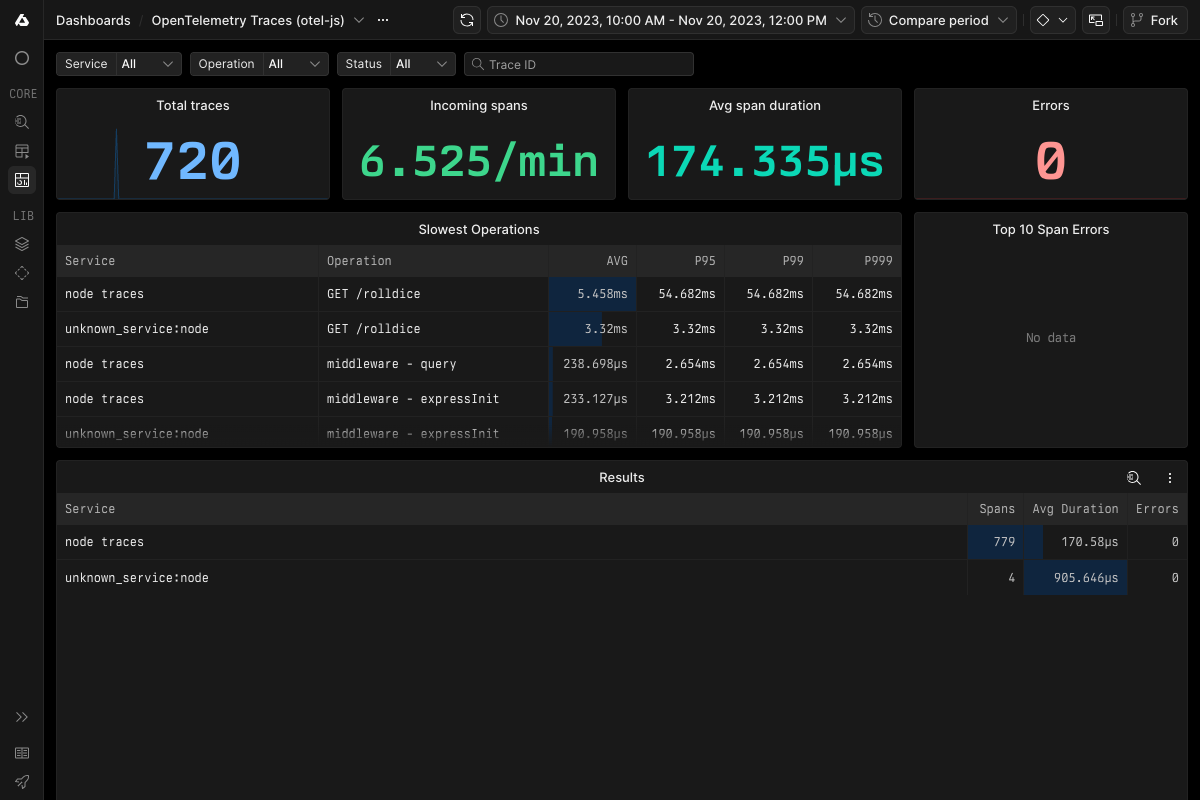 Dashboards / OpenTelemetry Traces (otel-js) ··· Nov 20, 2023, 10:00 AM - Nov 20, 2023, 12:00 PM Compare period Fork
CORE
LIB
Service All Operation All Status All Trace ID
Total traces Incoming spans Avg span duration Errors
720 6.525/min 174.335µs 0
Slowest Operations
Service Operation AVG P95 P99 P999
node traces GET /rolldice 5.458ms 54.682ms 54.682ms 54.682ms
unknown_service:node GET /rolldice 3.32ms 3.32ms 3.32ms 3.32ms
node traces middleware - query 238.698µs 2.654ms 2.654ms 2.654ms
node traces middleware - expressInit 233.127µs 3.212ms 3.212ms 3.212ms
unknown_service:node middleware - expressInit 190.958µs 190.958µs 190.958µs 190.958µs
Top 10 Span Errors
No data
Results
Service Spans Avg Duration Errors
node traces 779 170.58µs 0
unknown_service:node 4 905.646µs 0